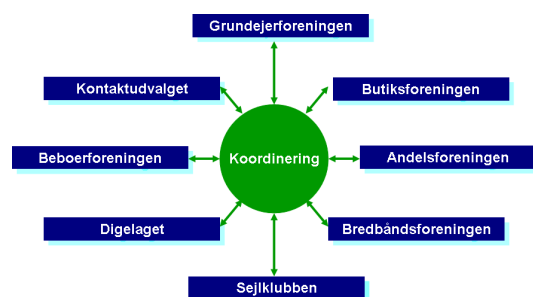 Grundejerforeningen
Kontaktudvalget
Butiksforeningen
Beboerforeningen
Koordinering
Andelsforeningen
Digelaget
Bredbåndsforeningen
Sejlklubben